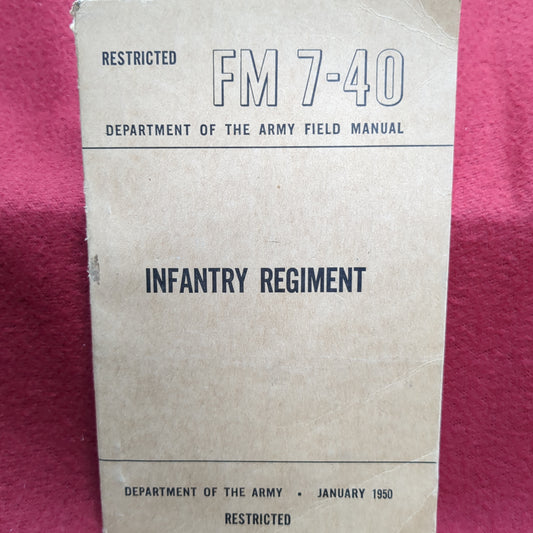 RESTRICTED FM 7-40
DEPARTMENT OF THE ARMY FIELD MANUAL
INFANTRY REGIMENT
DEPARTMENT OF THE ARMY • JANUARY 1950
RESTRICTED